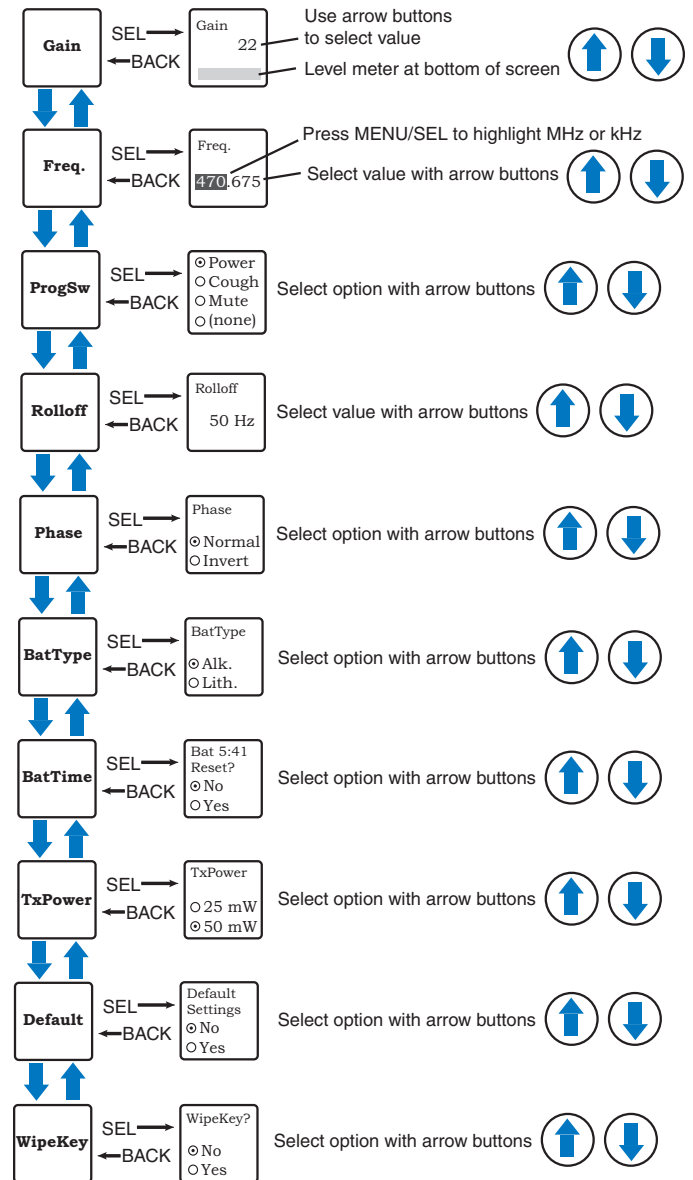 Gain
SEL
BACK
Gain
22
Use arrow buttons
to select value
Level meter at bottom of screen
Freq.
SEL
BACK
Freq.
470.675
Press MENU/SEL to highlight MHz or kHz
Select value with arrow buttons
ProgSw
SEL
BACK
Power
Cough
Mute
(none)
Select option with arrow buttons
Rolloff
SEL
BACK
Rolloff
50 Hz
Select value with arrow buttons
Phase
SEL
BACK
Phase
Normal
Invert
Select option with arrow buttons
BatType
SEL
BACK
BatType
Alk.
Lith.
Select option with arrow buttons
BatTime
SEL
BACK
Bat 5:41
Reset?
No
Yes
Select option with arrow buttons
TxPower
SEL
BACK
TxPower
25 mW
50 mW
Select option with arrow buttons
Default
SEL
BACK
Default
Settings
No
Yes
Select option with arrow buttons
WipeKey
SEL
BACK
WipeKey?
No
Yes
Select option with arrow buttons